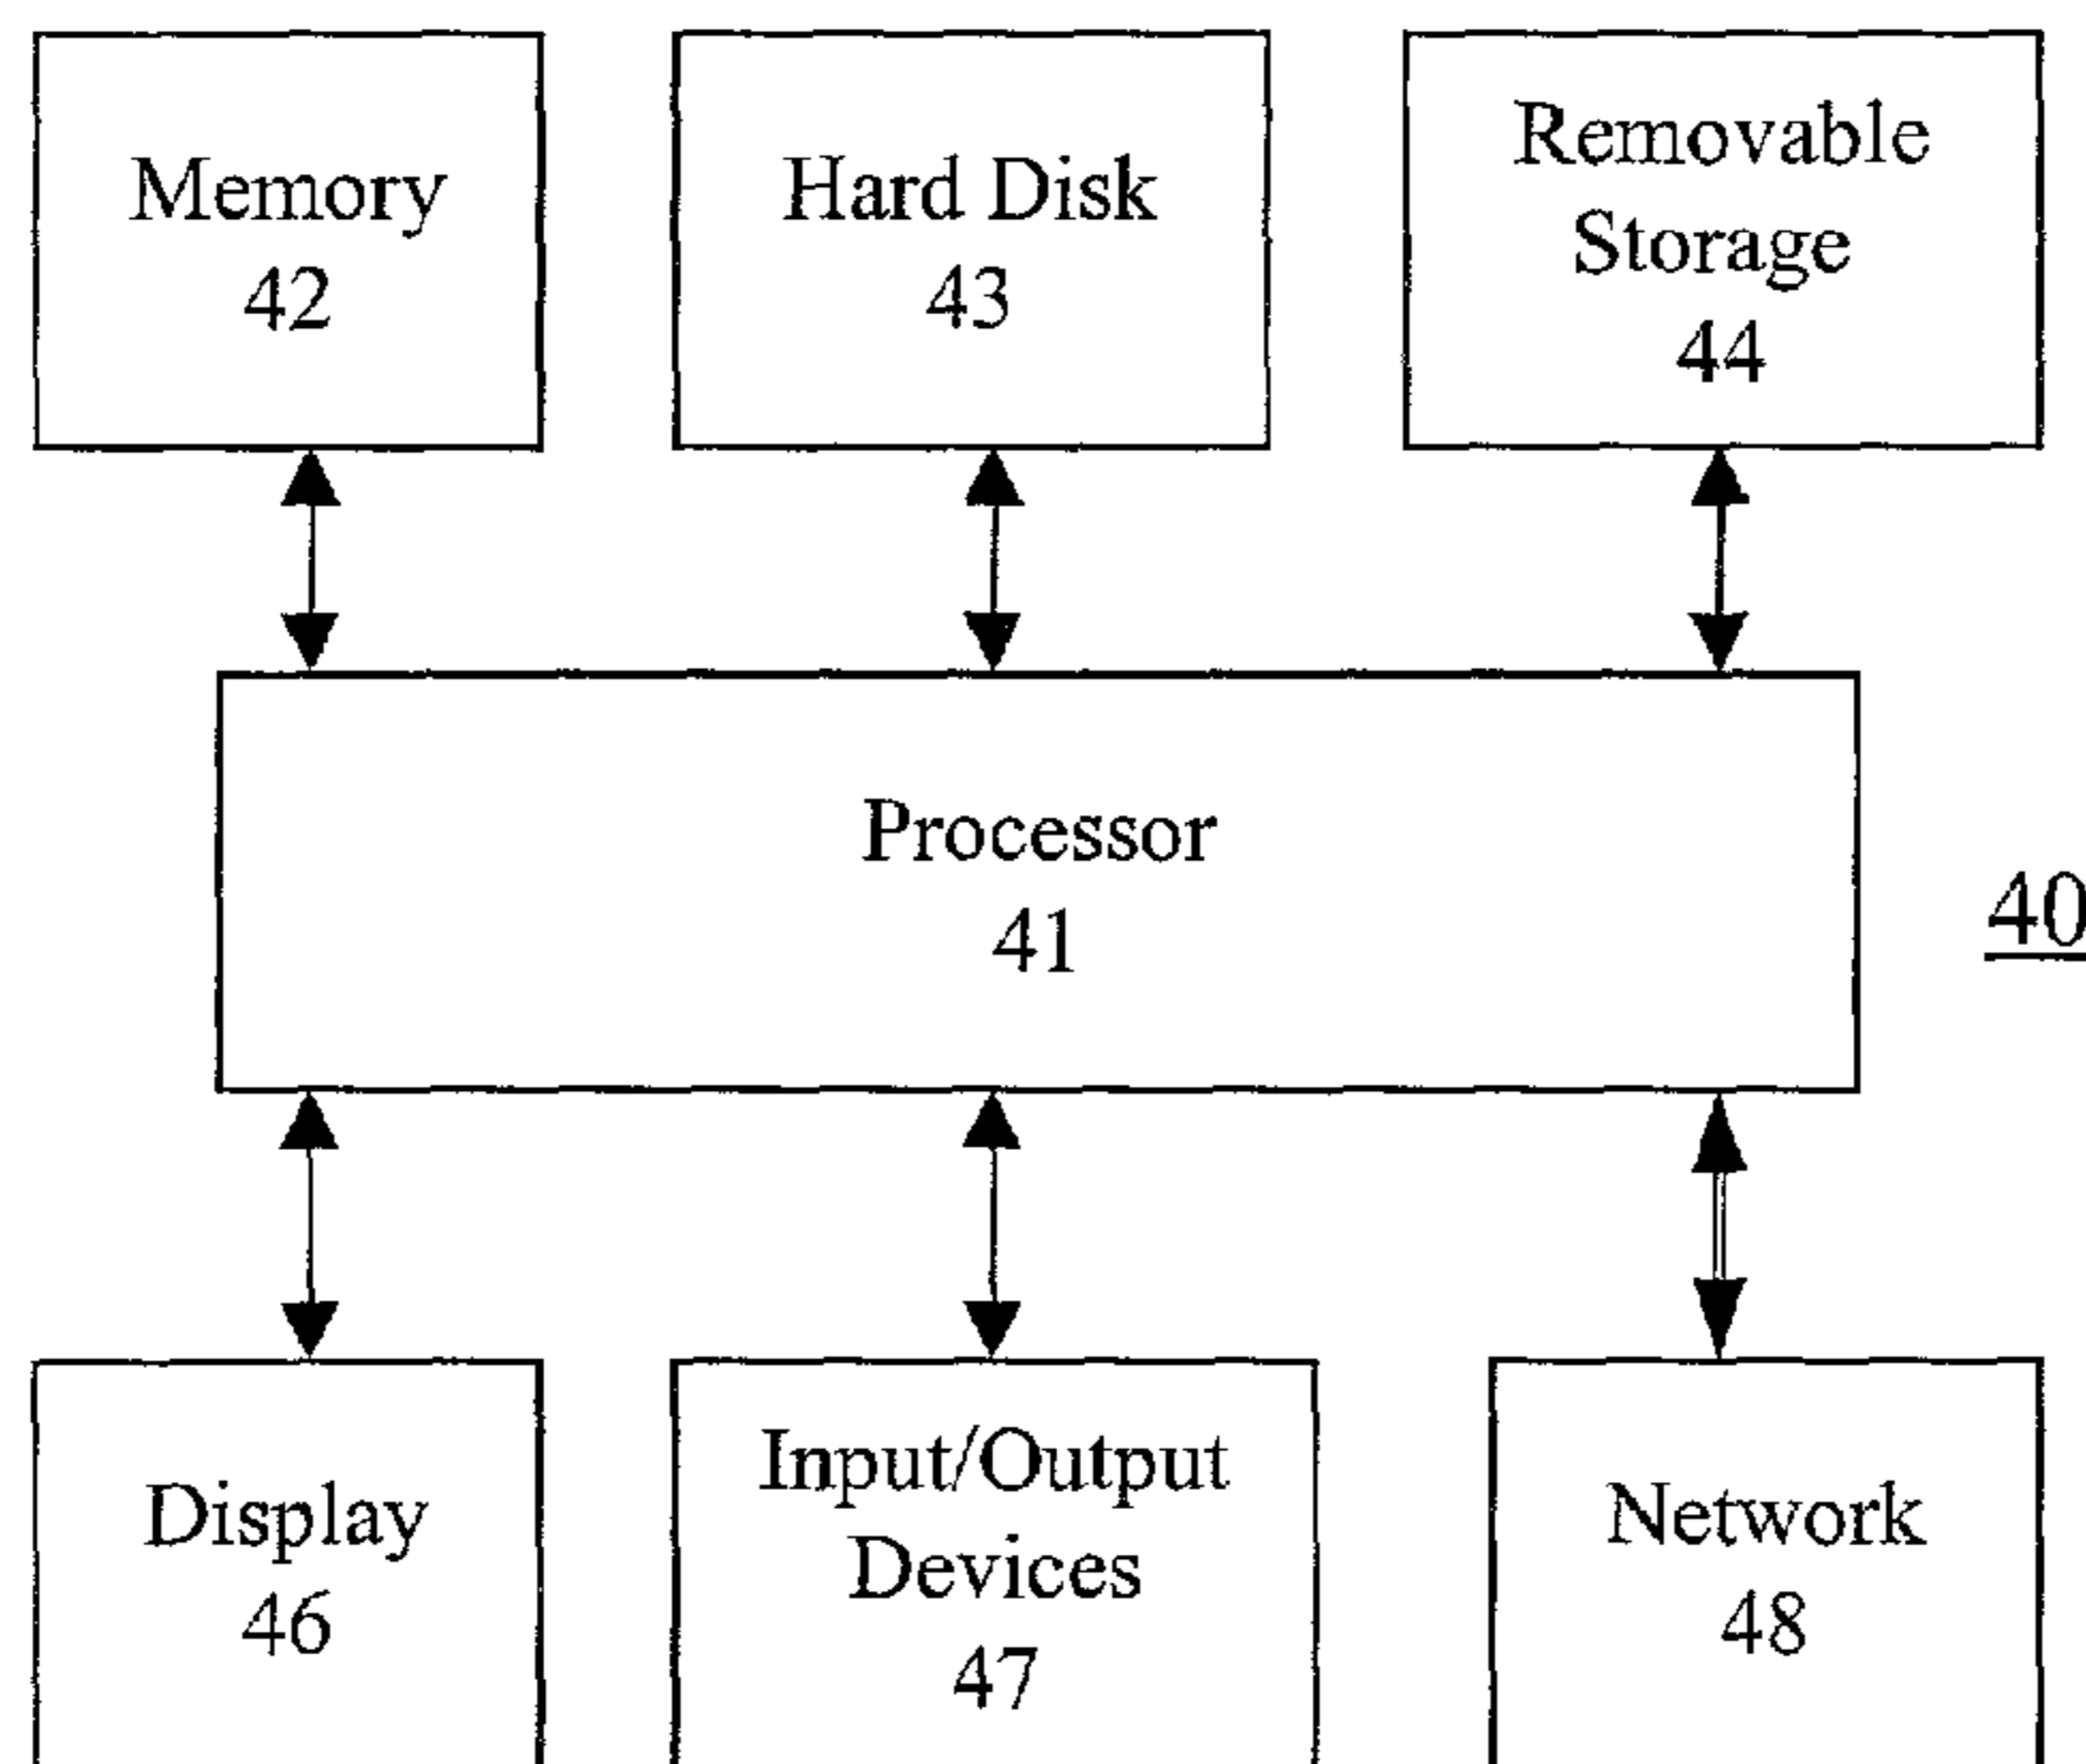 Memory
42
Hard Disk
43
Removable
Storage
44
Processor
41
40
Display
46
Input/Output
Devices
47
Network
48